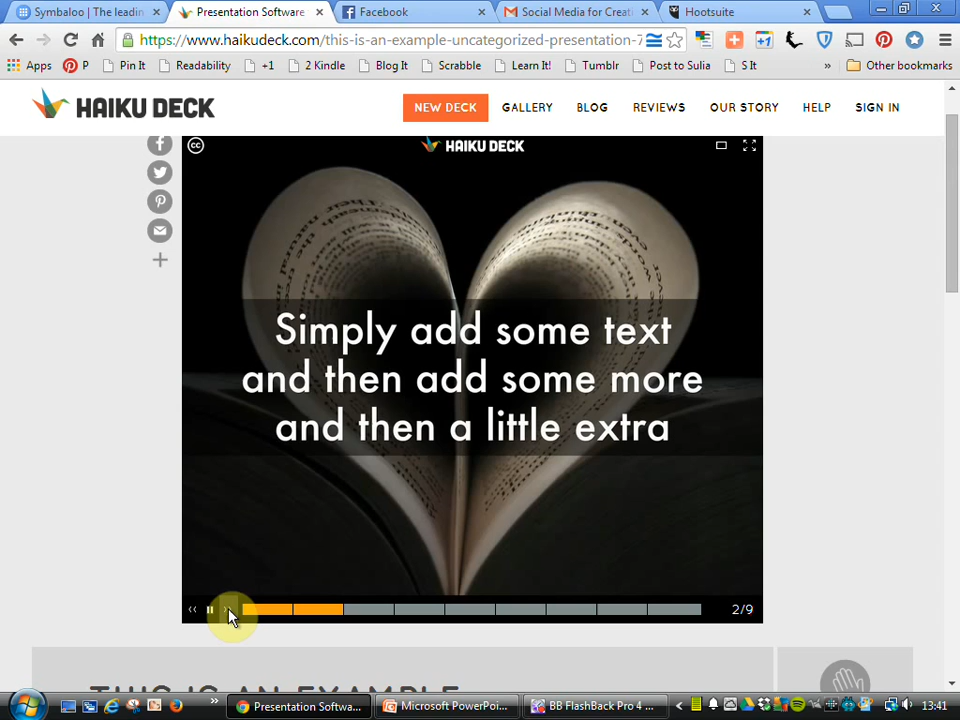 Symbaloo | The leadin
Presentation Software
Facebook
Social Media for Creati
Hootsuite
https://www.haikudeck.com/this-is-an-example-uncategorized-presentation-7
Apps
P
Pin It
Readability
+1
2 Kindle
Blog It
Scrabble
Learn It!
Tumblr
Post to Sulia
S It
»
Other bookmarks
HAIKU DECK
NEW DECK
GALLERY
BLOG
REVIEWS
OUR STORY
HELP
SIGN IN
cc
HAIKU DECK
Simply add some text
and then add some more
and then a little extra
2/9
THIS IS AN EXAMPLE
Presentation Softwa...
Microsoft PowerPoi...
BB FlashBack Pro 4 ...
13:41